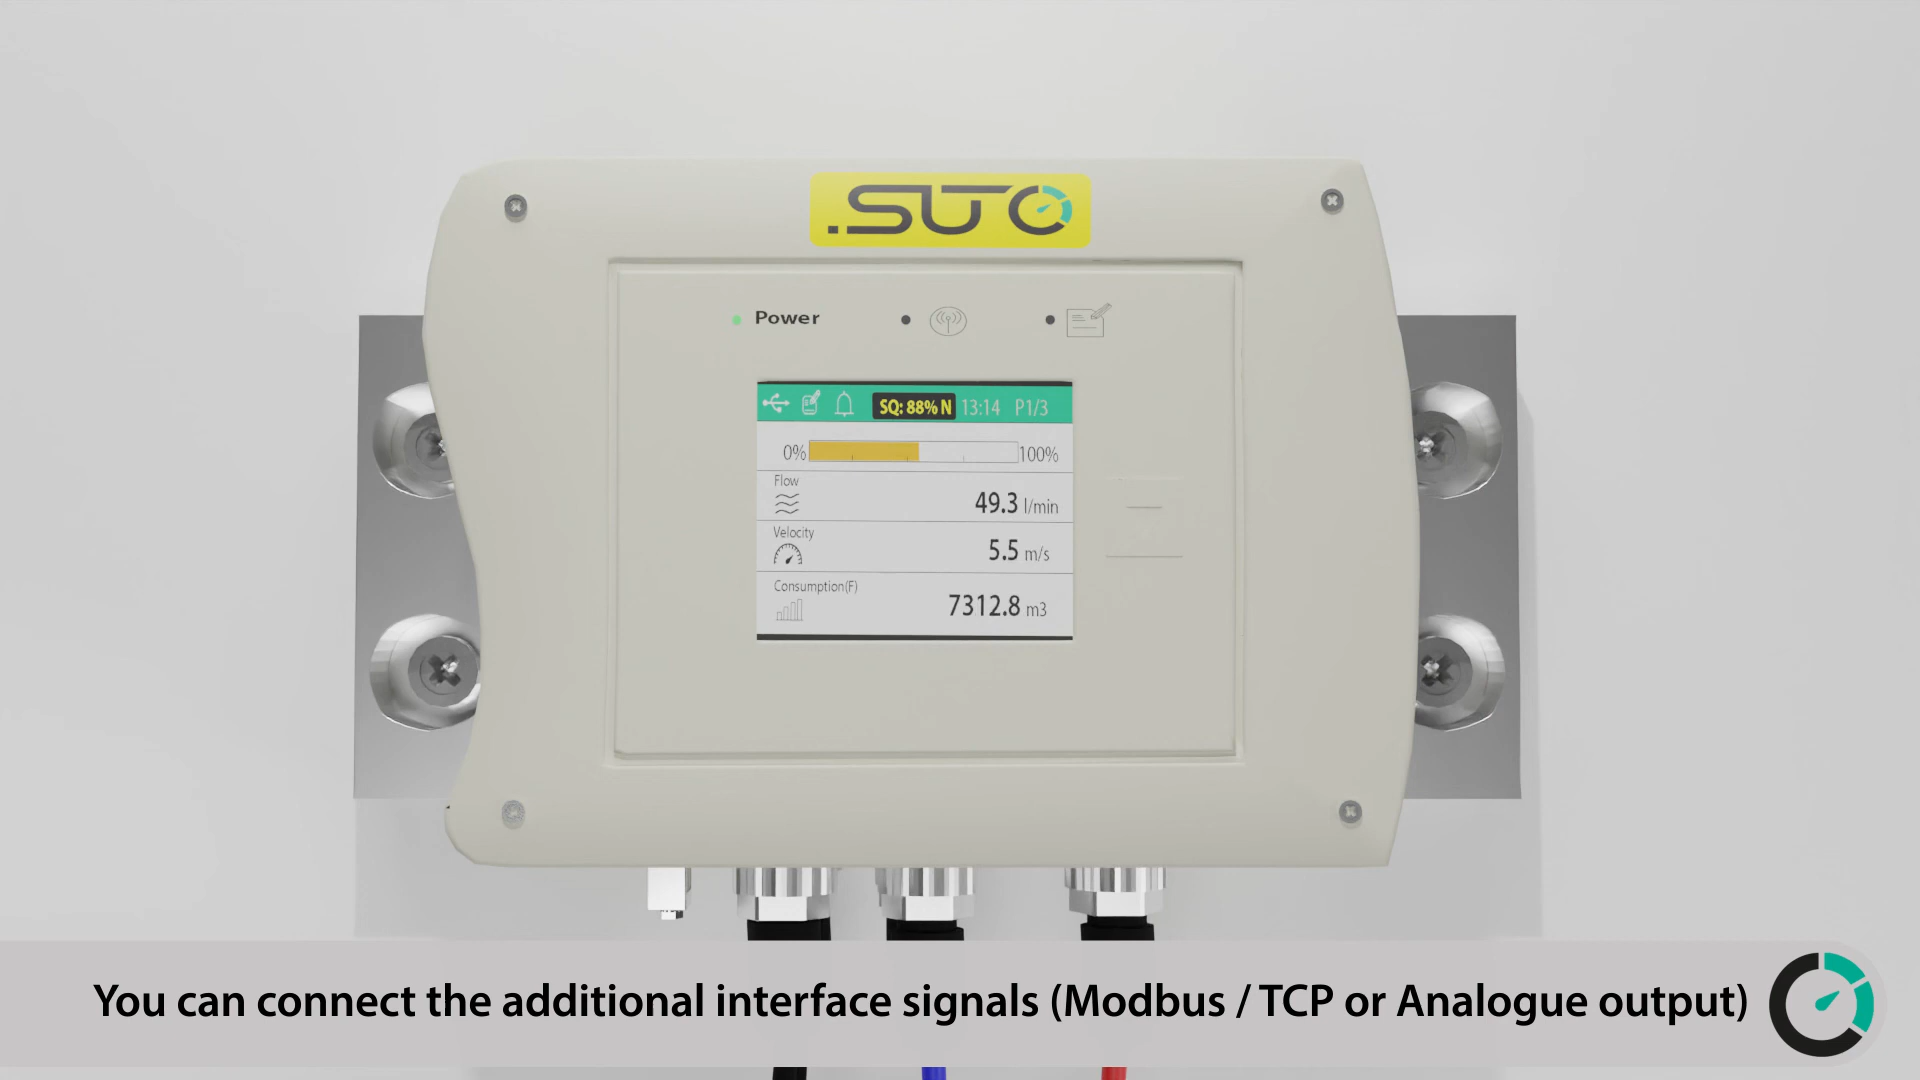 .SUTO
Power
SQ: 88% N 13:14 P1/3
0% 100%
Flow
49.3 l/min
Velocity
5.5 m/s
Consumption(F)
7312.8 m3
You can connect the additional interface signals (Modbus / TCP or Analogue output)